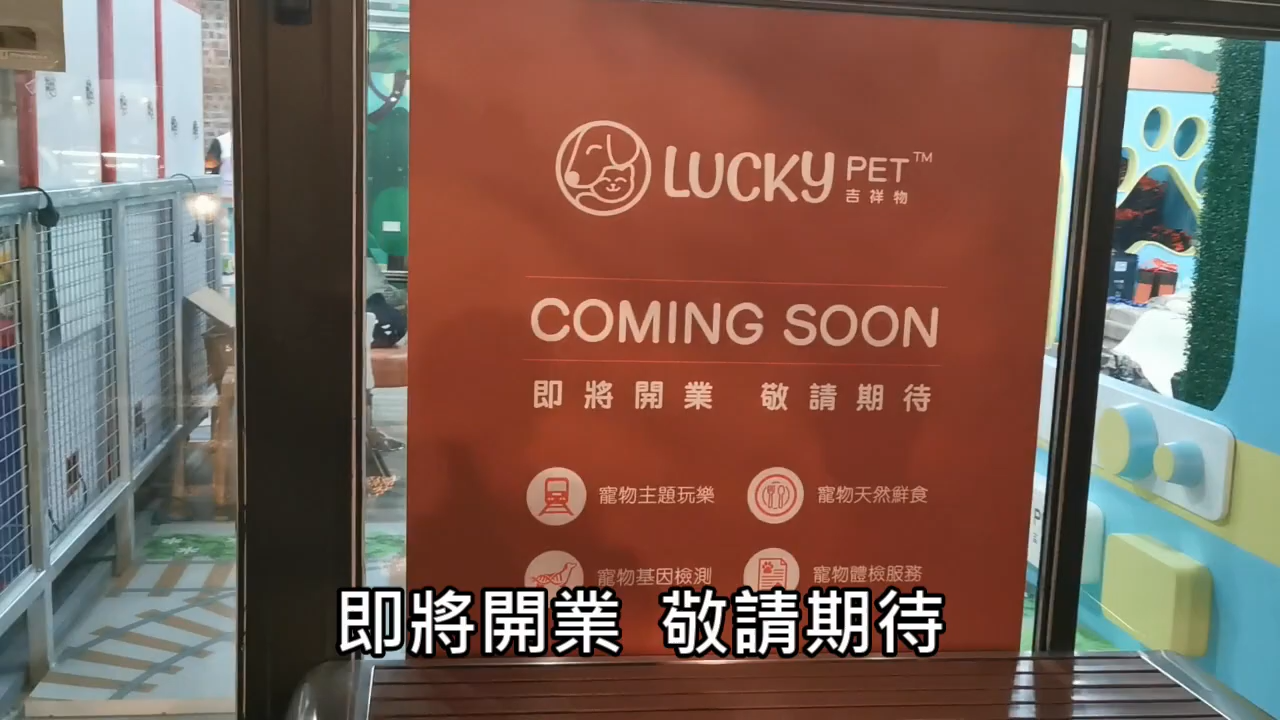 LUCKY PET™
吉祥物
COMING SOON
即將開業 敬請期待
寵物主題玩樂
寵物天然鮮食
寵物基因檢測
寵物體檢服務
即將開業 敬請期待